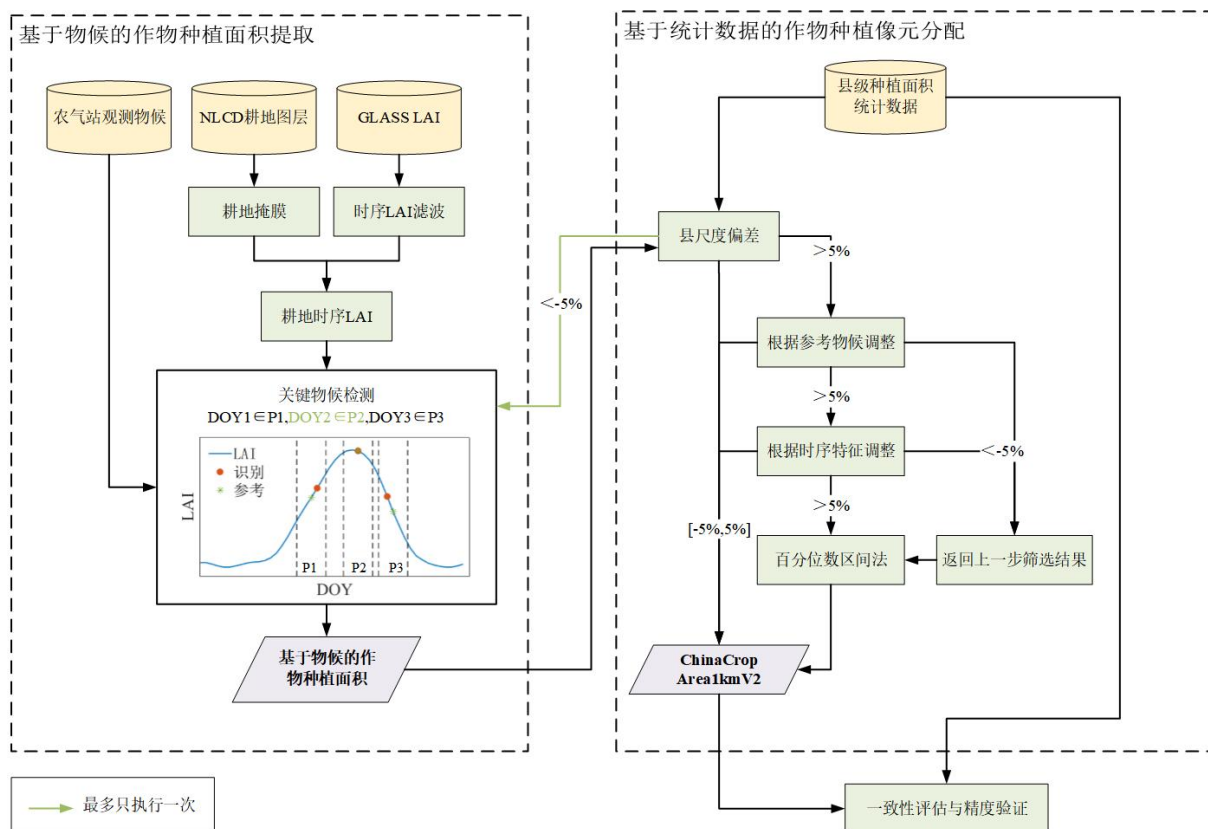 基于物候的作物种植面积提取
农气站观测物候
NLCD耕地图层
GLASS LAI
耕地掩膜
时序LAI滤波
耕地时序LAI
关键物候检测
DOY1∈P1,DOY2∈P2,DOY3∈P3
LAI
识别
参考
LAI
P1
P2
P3
DOY
基于物候的作
物种植面积
最多只执行一次
基于统计数据的作物种植像元分配
县级种植面积
统计数据
县尺度偏差
>5%
<-5%
根据参考物候调整
>5%
根据时序特征调整
<-5%
>5%
[-5%,5%]
百分位数区间法
返回上一步筛选结果
ChinaCrop
Area1kmV2
一致性评估与精度验证